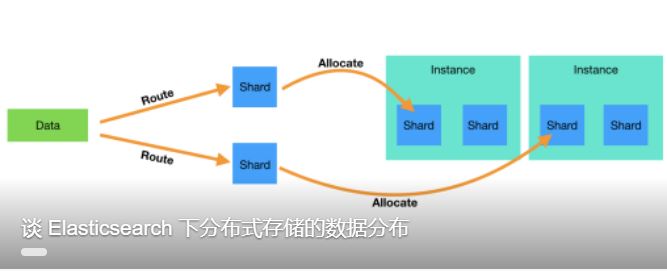 Allocate
Instance
Instance
Route
Shard
Data
Shard
Shard
Shard
Shard
Route
Shard
Allocate
谈 Elasticsearch 下分布式存储的数据分布